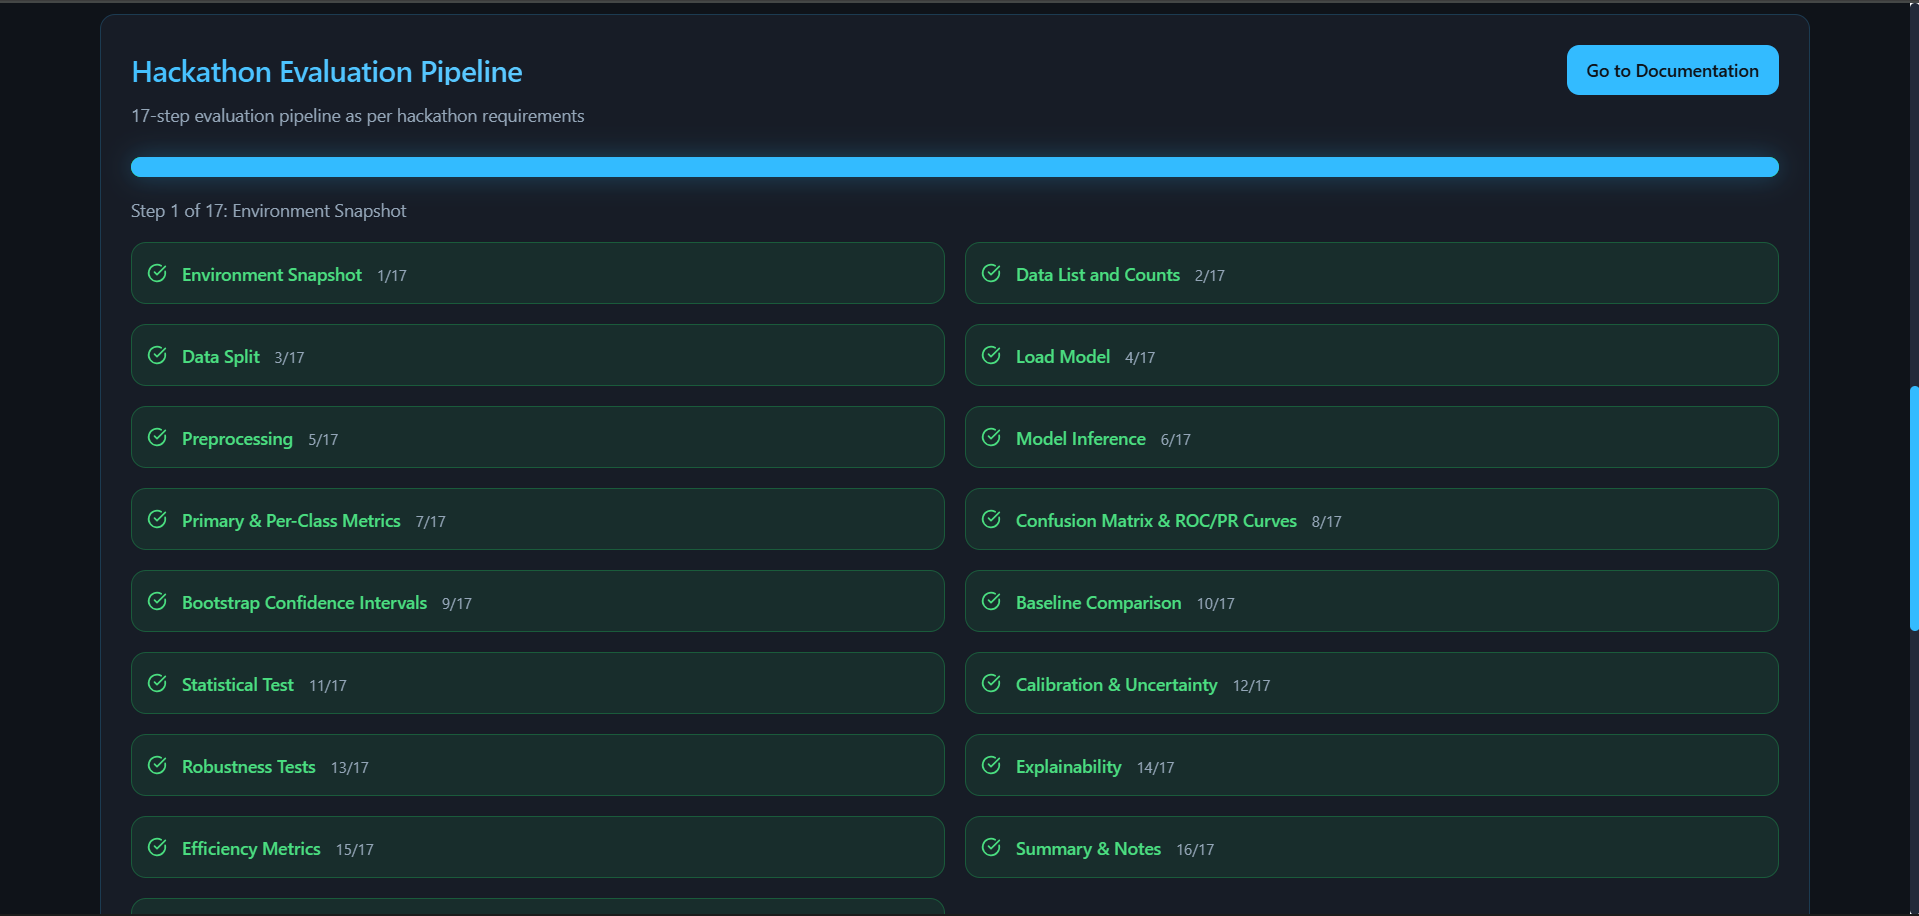 Hackathon Evaluation Pipeline
Go to Documentation
17-step evaluation pipeline as per hackathon requirements
Step 1 of 17: Environment Snapshot
Environment Snapshot 1/17
Data List and Counts 2/17
Data Split 3/17
Load Model 4/17
Preprocessing 5/17
Model Inference 6/17
Primary & Per-Class Metrics 7/17
Confusion Matrix & ROC/PR Curves 8/17
Bootstrap Confidence Intervals 9/17
Baseline Comparison 10/17
Statistical Test 11/17
Calibration & Uncertainty 12/17
Robustness Tests 13/17
Explainability 14/17
Efficiency Metrics 15/17
Summary & Notes 16/17